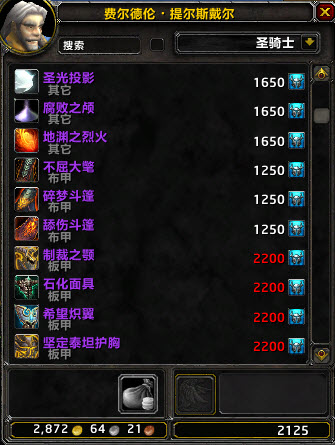 费尔德伦·提尔斯戴尔
搜索
圣骑士
圣光投影
其它
1650
腐败之颅
其它
1650
地渊之烈火
其它
1650
不屈大氅
布甲
1250
碎梦斗篷
布甲
1250
舔伤斗篷
布甲
1250
制裁之颚
板甲
2200
石化面具
板甲
2200
希望炽翼
板甲
2200
坚定泰坦护胸
板甲
2200
2,872 64 21
2125